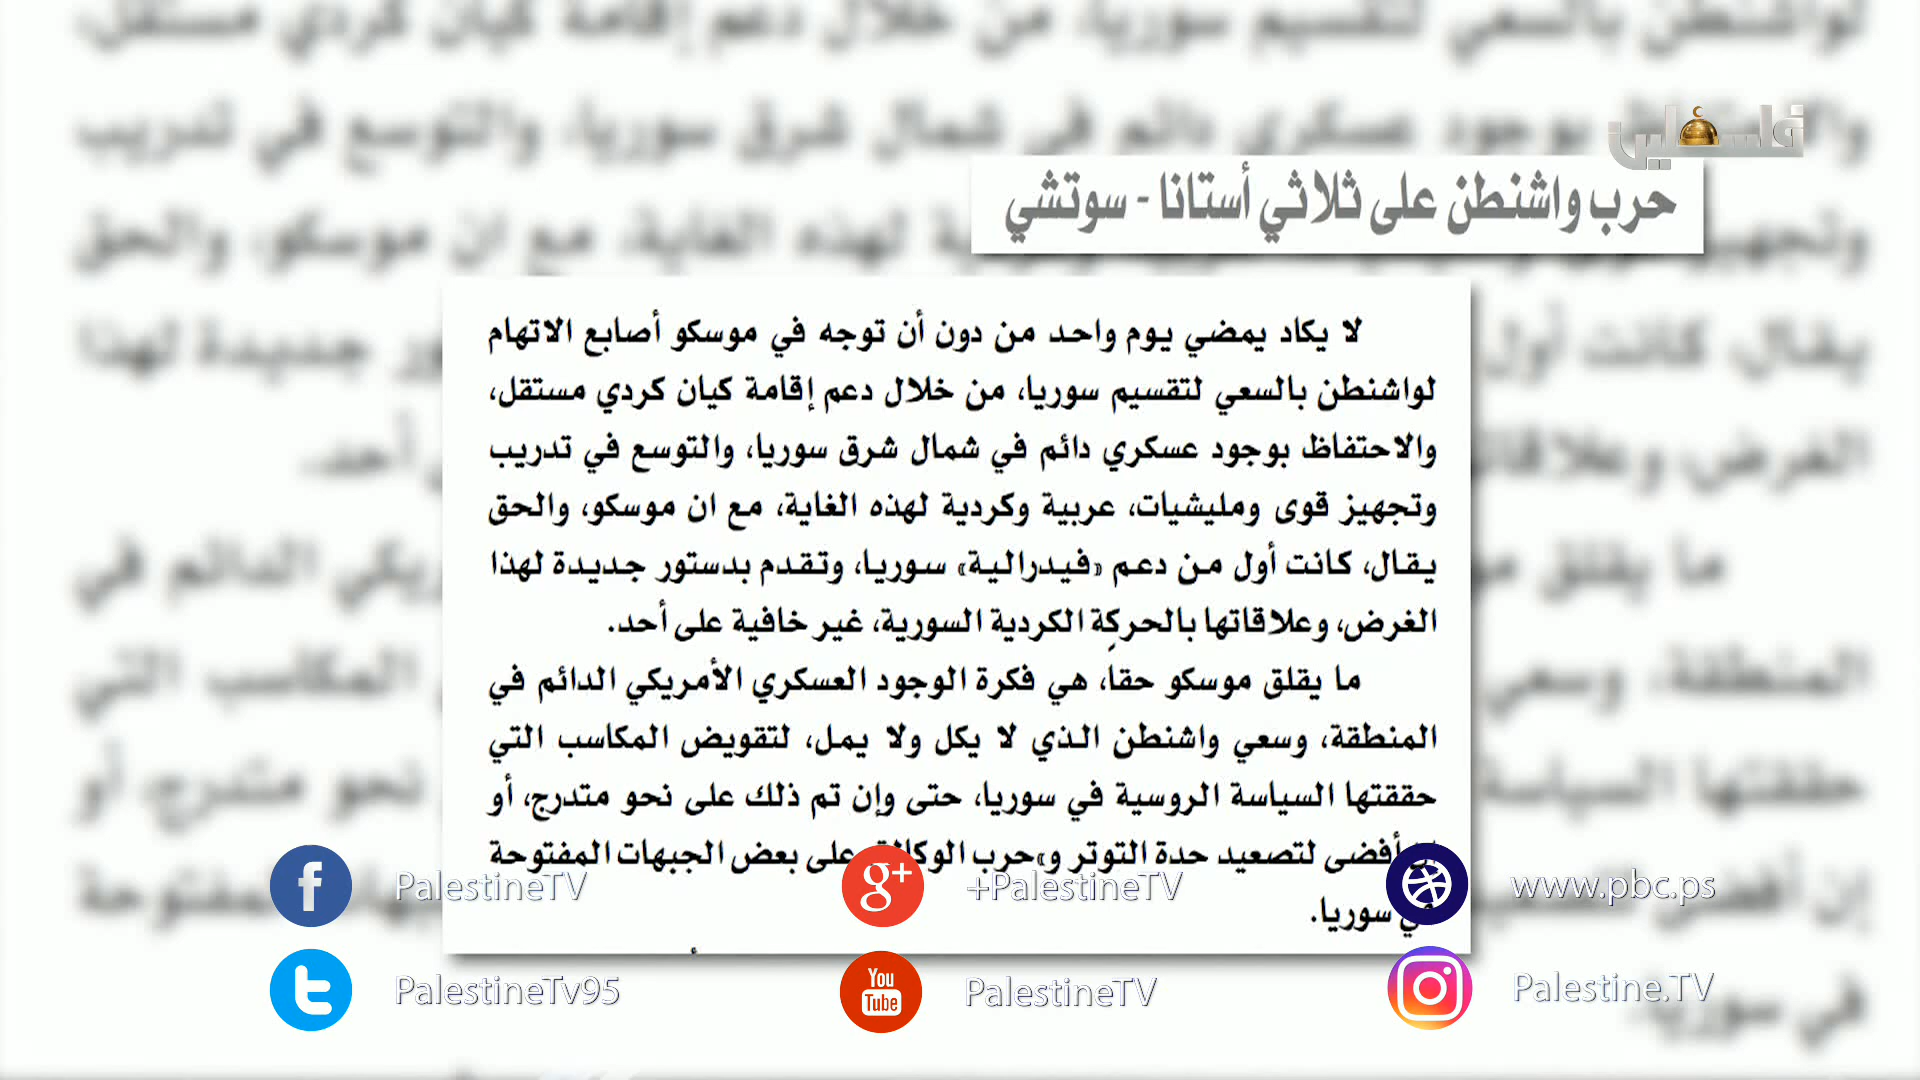 فلسطين
حرب واشنطن على ثلاثي أستانا - سوتشي
لا يكاد يمضي يوم واحد من دون أن توجه في موسكو أصابع الاتهام
لواشنطن بالسعي لتقسيم سوريا، من خلال دعم إقامة كيان كردي مستقل،
والاحتفاظ بوجود عسكري دائم في شمال شرق سوريا، والتوسع في تدريب
وتجهيز قوى ومليشيات، عربية وكردية لهذه الغاية، مع ان موسكو، والحق
يقال، كانت أول من دعم «فيدرالية» سوريا، وتقدم بدستور جديدة لهذا
الغرض، وعلاقاتها بالحركة الكردية السورية، غير خافية على أحد.
ما يقلق موسكو حقاً، هي فكرة الوجود العسكري الأمريكي الدائم في
المنطقة، وسعي واشنطن الذي لا يكل ولا يمل، لتقويض المكاسب التي
حققتها السياسة الروسية في سوريا، حتى وإن تم ذلك على نحو متدرج، أو
إن أفضى لتصعيد حدة التوتر و»حرب الوكالة» على بعض الجبهات المفتوحة
في سوريا.
PalestineTV
+PalestineTV
www.pbc.ps
PalestineTv95
You Tube
PalestineTV
Palestine.TV